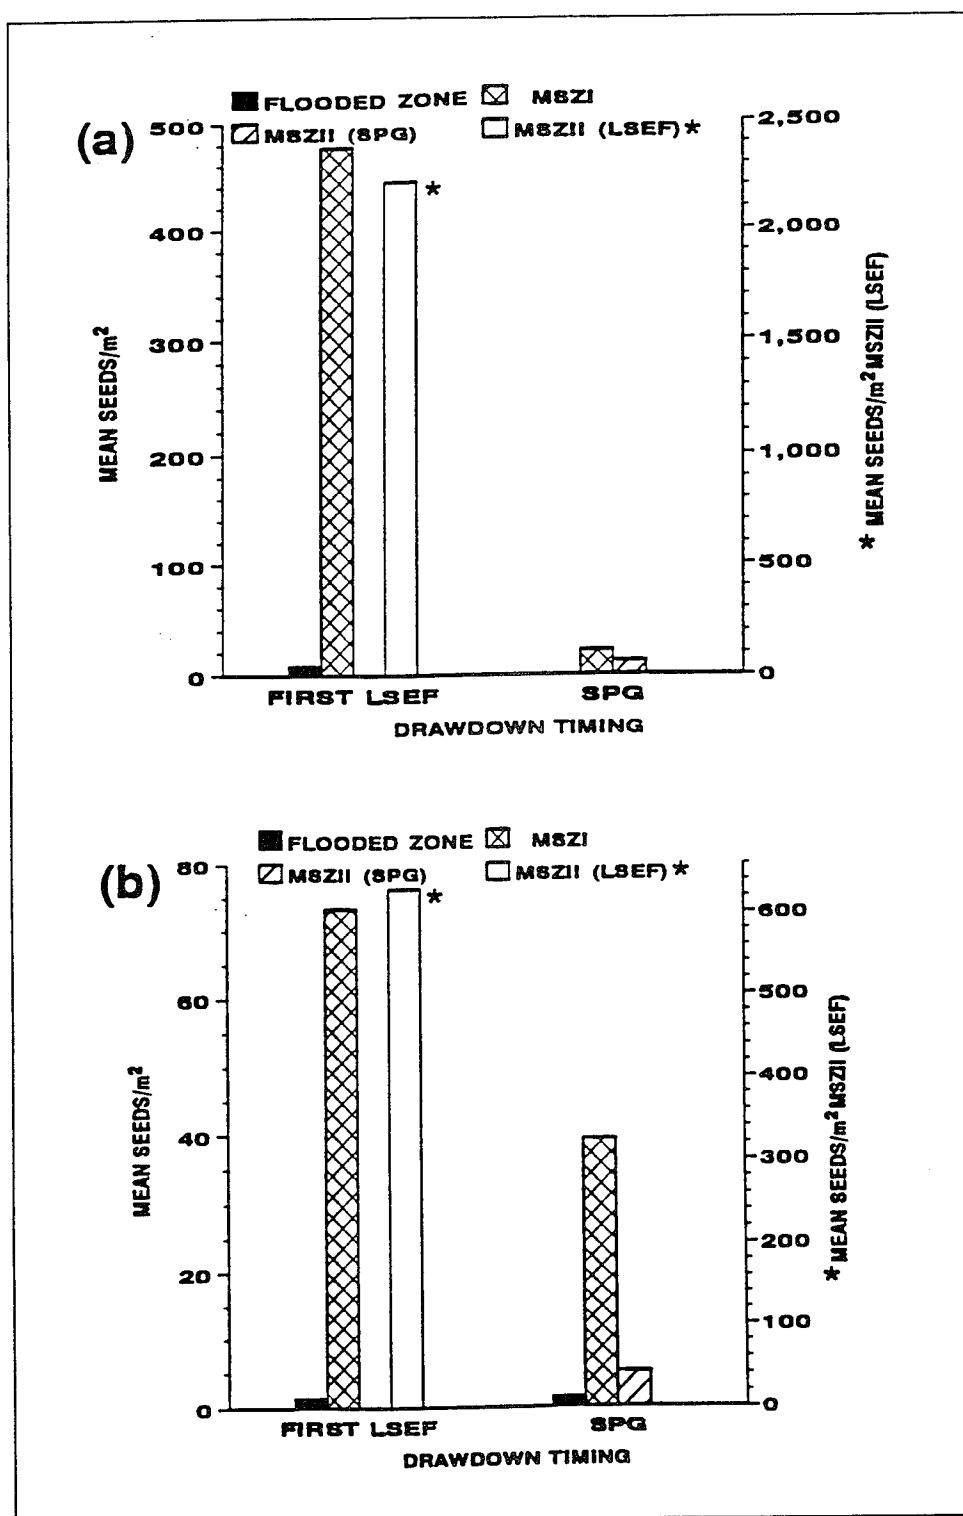 FLOODED ZONE MSZI
(a) MSZII (SPG) MSZII (LSEF)*
500
400
300
200
100
0
MEAN SEEDS/m²
2,500
2,000
1,500
1,000
500
0
* MEAN SEEDS/m² MSZII (LSEF)
*
FIRST LSEF SPG
DRAWDOWN TIMING
FLOODED ZONE MSZI
(b) MSZII (SPG) MSZII (LSEF)*
80
60
40
20
0
MEAN SEEDS/m²
600
500
400
300
200
100
0
* MEAN SEEDS/m² MSZII (LSEF)
*
FIRST LSEF SPG
DRAWDOWN TIMING